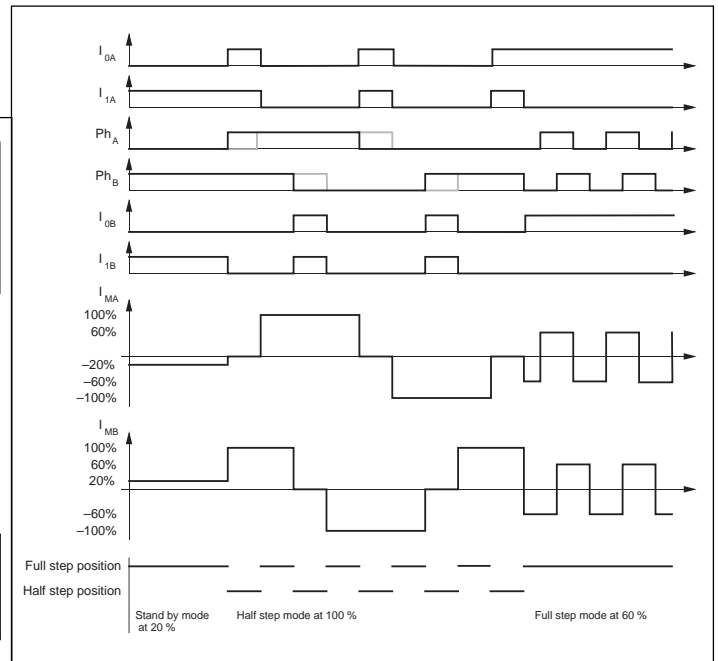 I0A
I1A
PhA
PhB
I0B
I1B
IMA
100%
60%
–20%
–60%
–100%
IMB
100%
60%
20%
–60%
–100%
Full step position
Half step position
Stand by mode
at 20 %
Half step mode at 100 %
Full step mode at 60 %